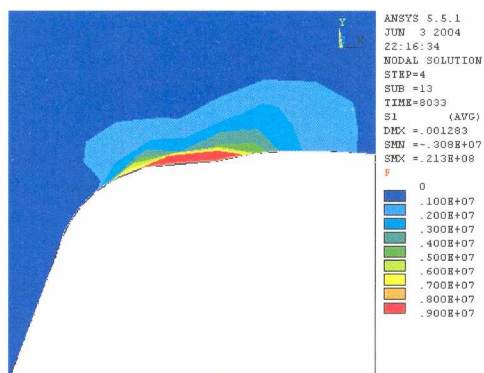 Y
ANSYS 5.5.1
JUN 3 2004
22:16:34
NODAL SOLUTION
STEP=4
SUB =13
TIME=8033
S1 (AVG)
DMX =.001283
SMN =-.308E+07
SMX =.213E+08
F
0
.100E+07
.200E+07
.300E+07
.400E+07
.500E+07
.600E+07
.700E+07
.800E+07
.900E+07